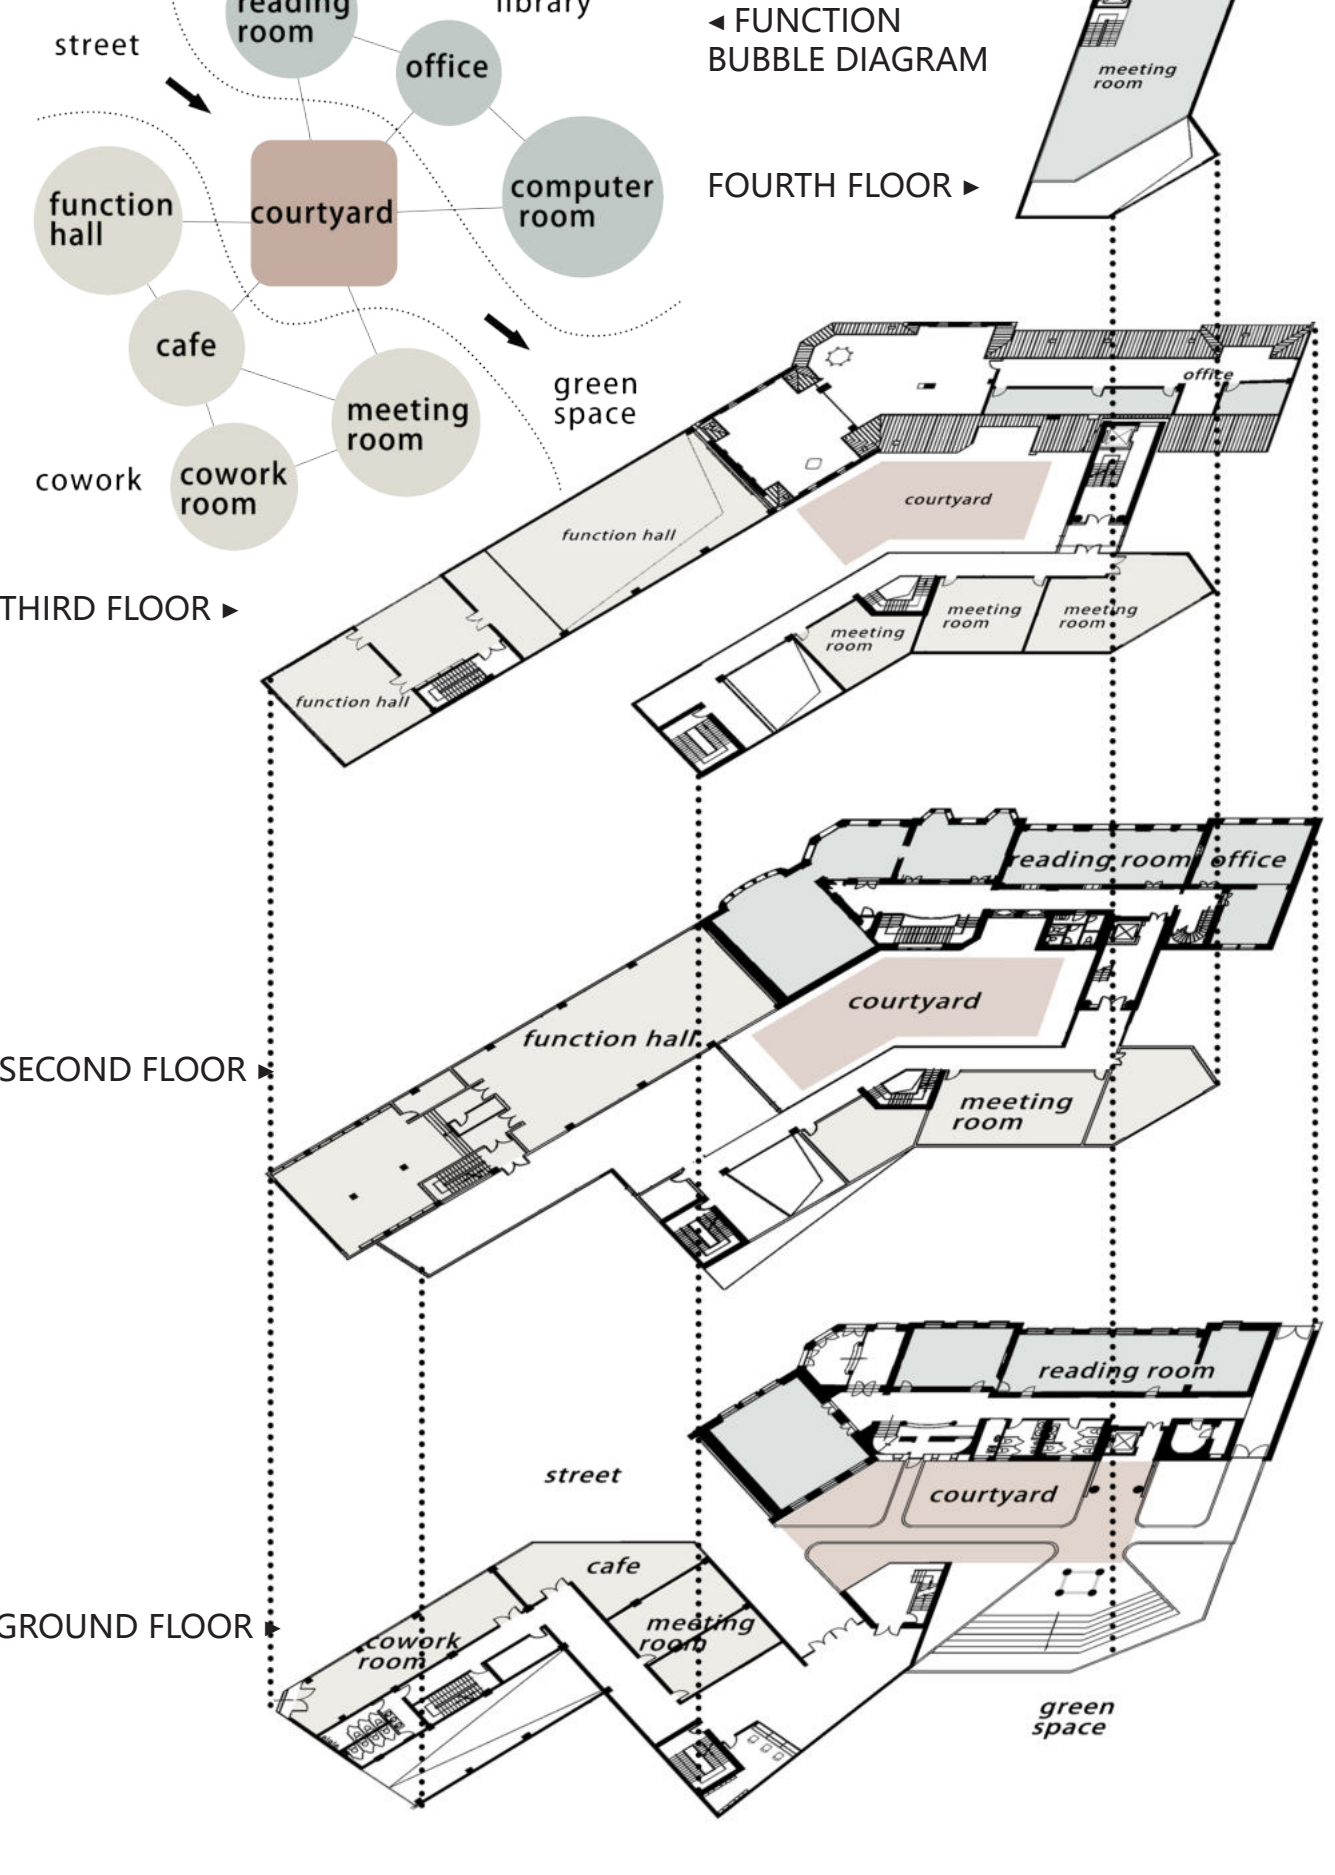 reading
room
library
street
office
function
hall
courtyard
computer
room
cafe
meeting
room
green
space
cowork
cowork
room
◂ FUNCTION
BUBBLE DIAGRAM
meeting
room
FOURTH FLOOR ▸
office
courtyard
function hall
meeting
room
meeting
room
meeting
room
function hall
THIRD FLOOR ▸
reading room
office
courtyard
function hall
meeting
room
SECOND FLOOR ▸
reading room
street
courtyard
cafe
meeting
room
cowork
room
green
space
GROUND FLOOR ▸